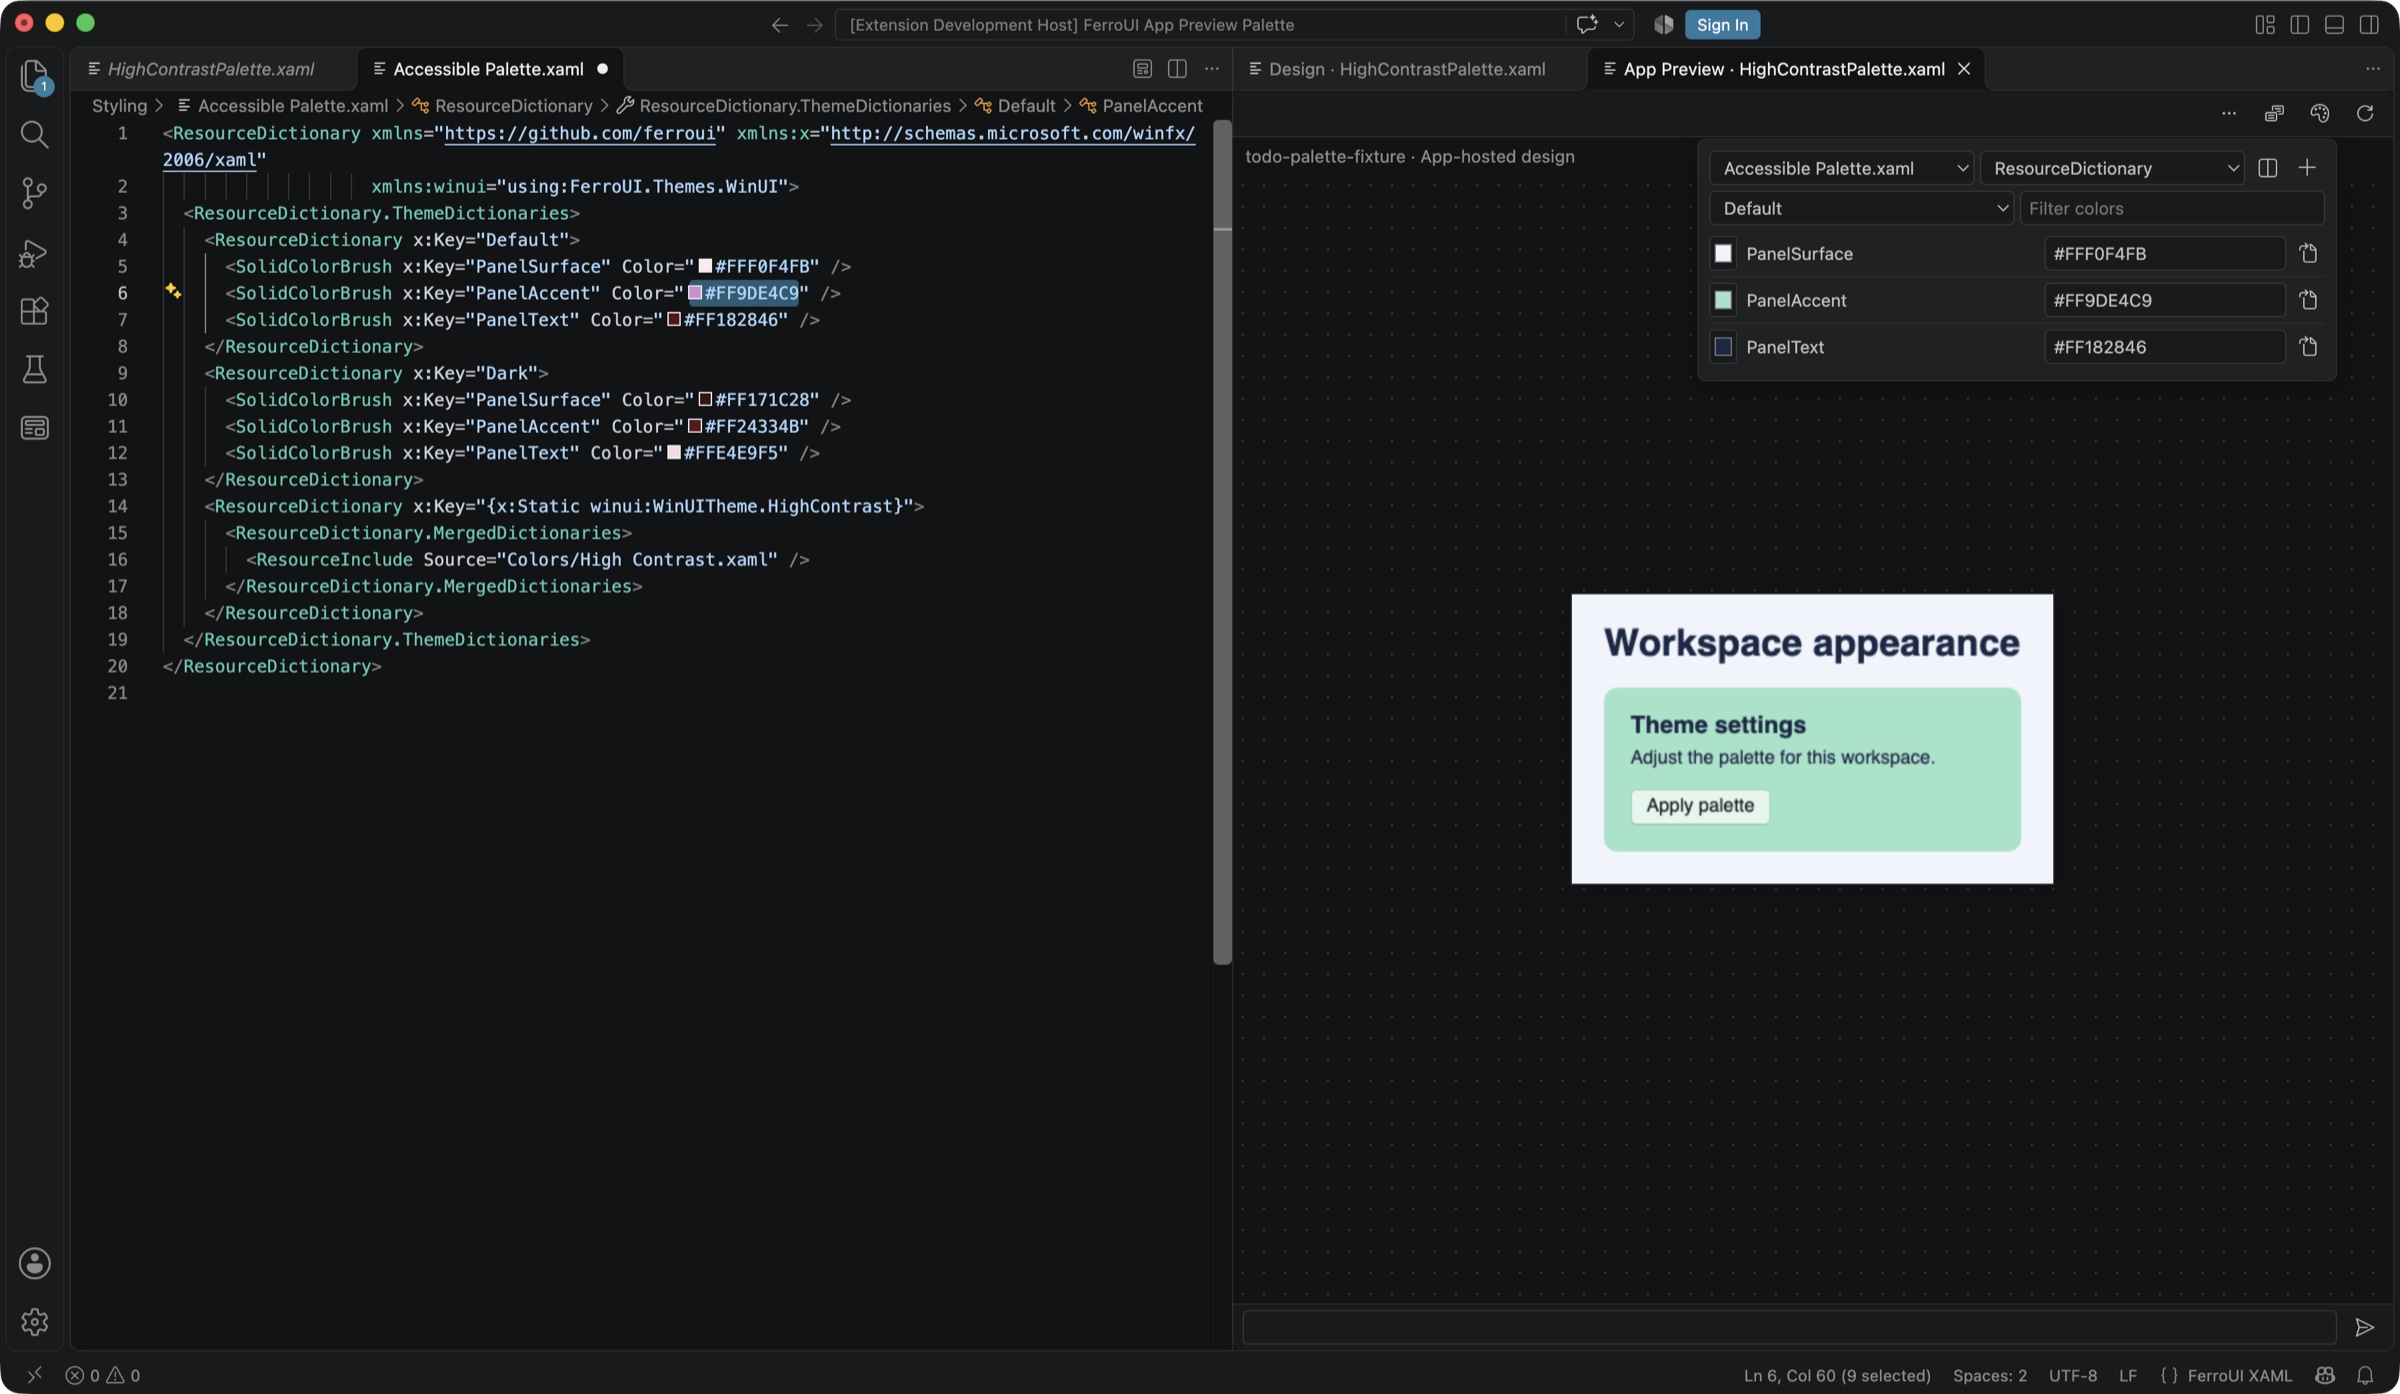 [Extension Development Host] FerroUI App Preview Palette
Sign In
1
HighContrastPalette.xaml
Accessible Palette.xaml
Styling > Accessible Palette.xaml > ResourceDictionary > ResourceDictionary.ThemeDictionaries > Default > PanelAccent
1 <ResourceDictionary xmlns="https://github.com/ferroui" xmlns:x="http://schemas.microsoft.com/winfx/
2006/xaml"
2 xmlns:winui="using:FerroUI.Themes.WinUI">
3 <ResourceDictionary.ThemeDictionaries>
4 <ResourceDictionary x:Key="Default">
5 <SolidColorBrush x:Key="PanelSurface" Color="#FFF0F4FB" />
6 <SolidColorBrush x:Key="PanelAccent" Color="#FF9DE4C9" />
7 <SolidColorBrush x:Key="PanelText" Color="#FF182846" />
8 </ResourceDictionary>
9 <ResourceDictionary x:Key="Dark">
10 <SolidColorBrush x:Key="PanelSurface" Color="#FF171C28" />
11 <SolidColorBrush x:Key="PanelAccent" Color="#FF24334B" />
12 <SolidColorBrush x:Key="PanelText" Color="#FFE4E9F5" />
13 </ResourceDictionary>
14 <ResourceDictionary x:Key="{x:Static winui:WinUITheme.HighContrast}">
15 <ResourceDictionary.MergedDictionaries>
16 <ResourceInclude Source="Colors/High Contrast.xaml" />
17 </ResourceDictionary.MergedDictionaries>
18 </ResourceDictionary>
19 </ResourceDictionary.ThemeDictionaries>
20 </ResourceDictionary>
21
Design · HighContrastPalette.xaml
App Preview · HighContrastPalette.xaml
todo-palette-fixture · App-hosted design
Accessible Palette.xaml
ResourceDictionary
Default
Filter colors
PanelSurface #FFF0F4FB
PanelAccent #FF9DE4C9
PanelText #FF182846
Workspace appearance
Theme settings
Adjust the palette for this workspace.
Apply palette
0 0
Ln 6, Col 60 (9 selected) Spaces: 2 UTF-8 LF {} FerroUI XAML